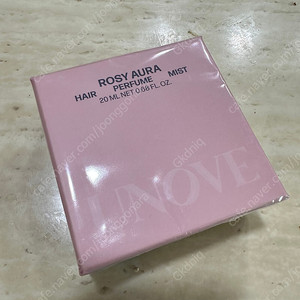 ROSY AURA
HAIR PERFUME MIST
20 ML NET 0.68 FL.OZ.
UNOVE